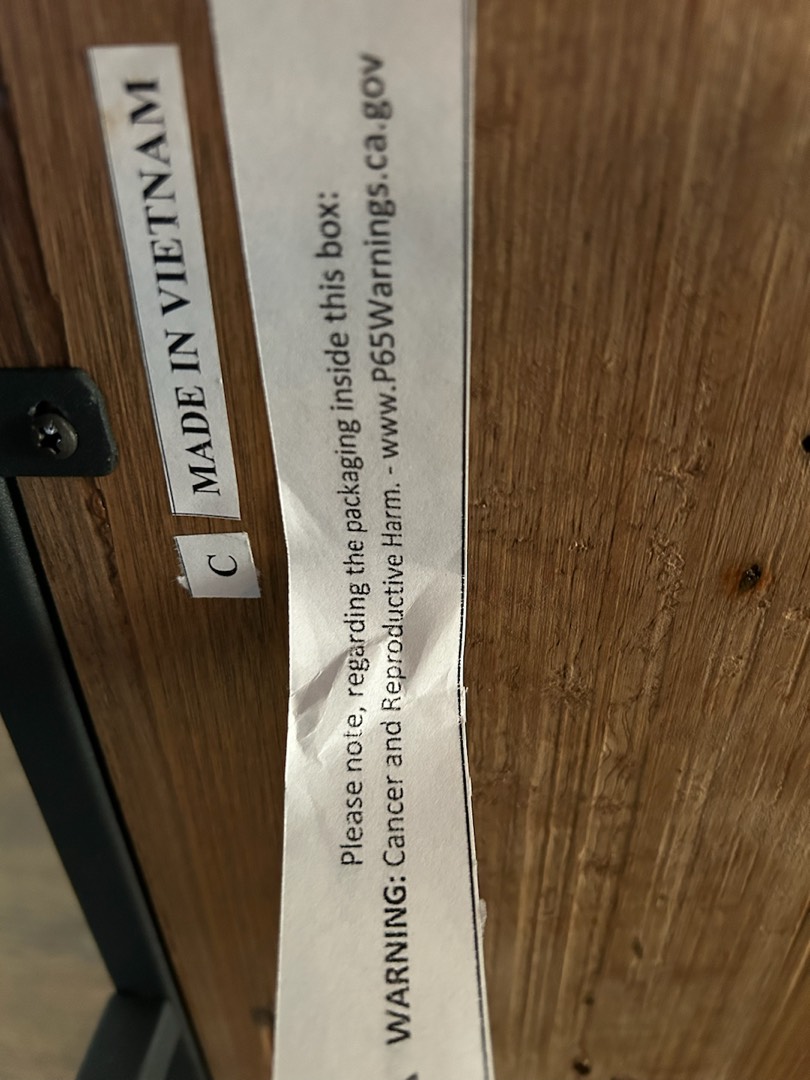 C
MADE IN VIETNAM
Please note, regarding the packaging inside this box:
WARNING: Cancer and Reproductive Harm. - www.P65Warnings.ca.gov